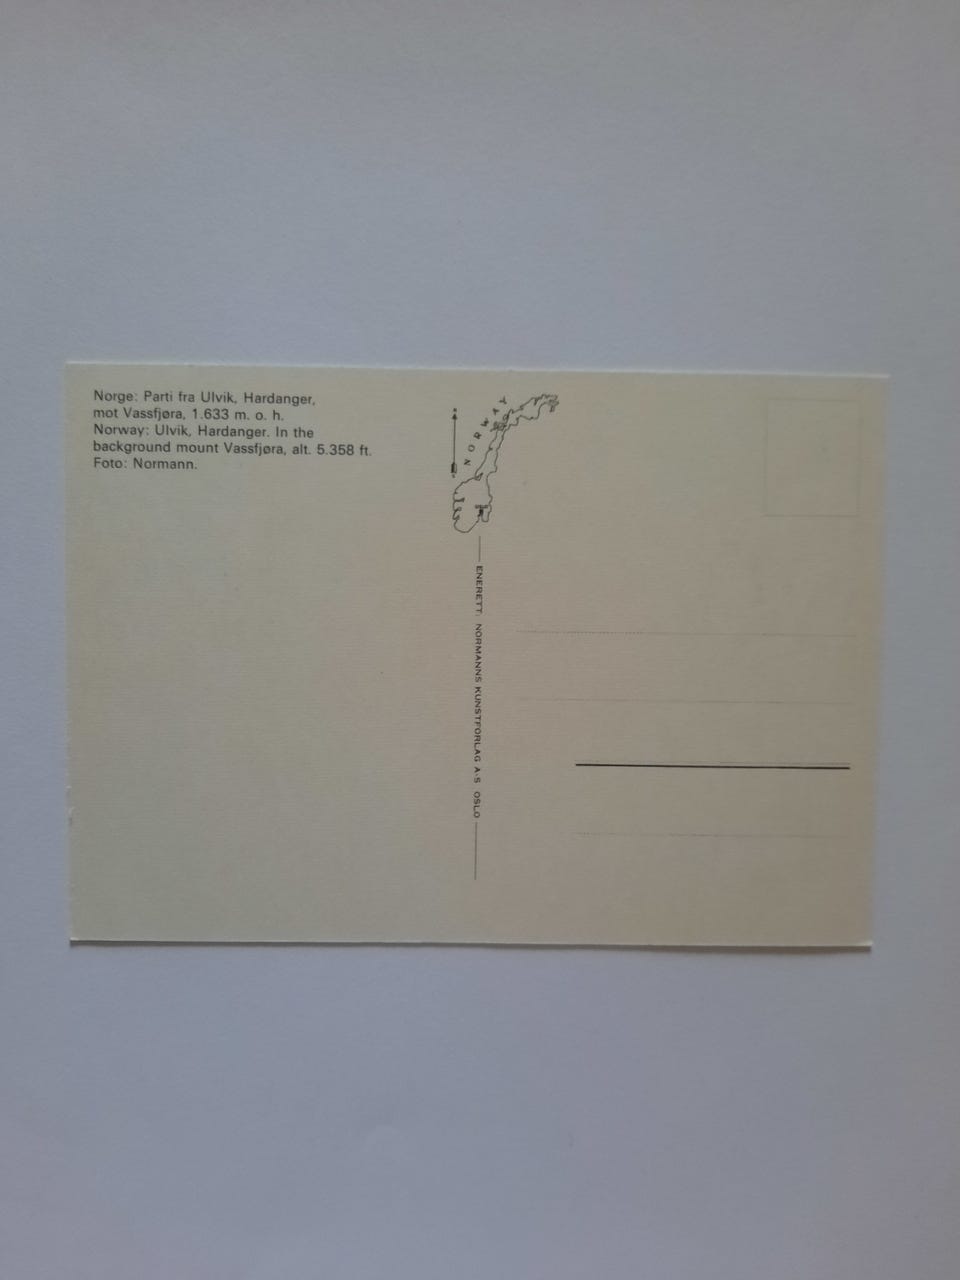 Norge: Parti fra Ulvik, Hardanger,
mot Vassfjøra, 1.633 m. o. h.
Norway: Ulvik, Hardanger. In the
background mount Vassfjøra, alt. 5.358 ft.
Foto: Normann.
NORWAY
ENERETT: NORMANNS KUNSTFORLAG A-S OSLO